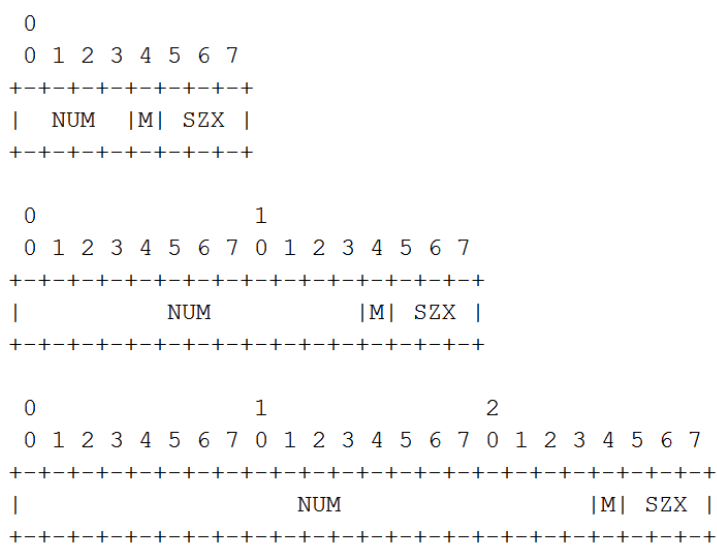 0
 0 1 2 3 4 5 6 7
+-+-+-+-+-+-+-+-+
|  NUM  |M| SZX |
+-+-+-+-+-+-+-+-+

 0               1
 0 1 2 3 4 5 6 7 0 1 2 3 4 5 6 7
+-+-+-+-+-+-+-+-+-+-+-+-+-+-+-+-+
|          NUM          |M| SZX |
+-+-+-+-+-+-+-+-+-+-+-+-+-+-+-+-+

 0               1               2
 0 1 2 3 4 5 6 7 0 1 2 3 4 5 6 7 0 1 2 3 4 5 6 7
+-+-+-+-+-+-+-+-+-+-+-+-+-+-+-+-+-+-+-+-+-+-+-+-+
|                   NUM                 |M| SZX |
+-+-+-+-+-+-+-+-+-+-+-+-+-+-+-+-+-+-+-+-+-+-+-+-+